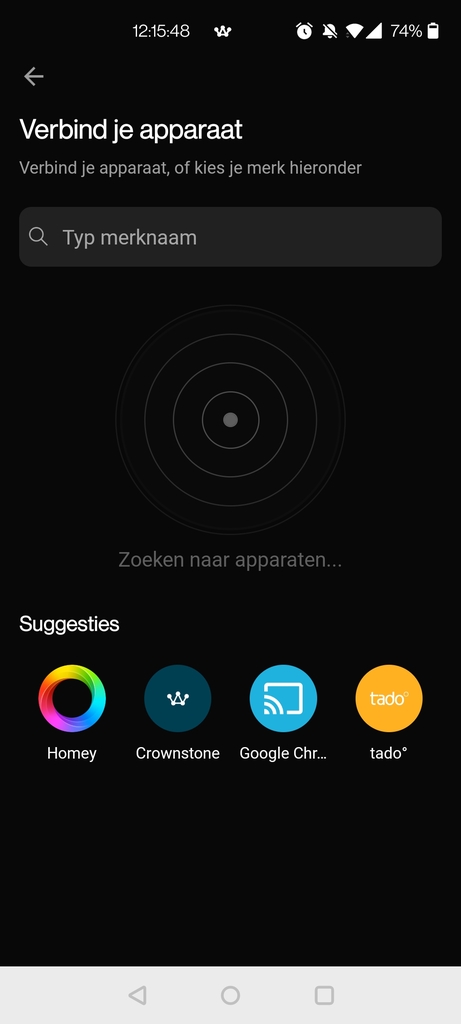 12:15:48
74%
Verbind je apparaat
Verbind je apparaat, of kies je merk hieronder
Typ merknaam
Zoeken naar apparaten...
Suggesties
tado°
Homey
Crownstone
Google Chr...
tado°